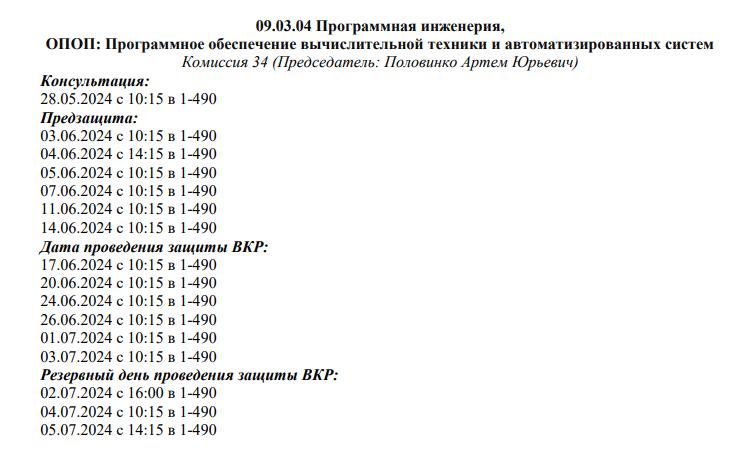 09.03.04 Программная инженерия,
ОПОП: Программное обеспечение вычислительной техники и автоматизированных систем
Комиссия 34 (Председатель: Половинко Артем Юрьевич)
Консультация:
28.05.2024 с 10:15 в 1-490
Предзащита:
03.06.2024 с 10:15 в 1-490
04.06.2024 с 14:15 в 1-490
05.06.2024 с 10:15 в 1-490
07.06.2024 с 10:15 в 1-490
11.06.2024 с 10:15 в 1-490
14.06.2024 с 10:15 в 1-490
Дата проведения защиты ВКР:
17.06.2024 с 10:15 в 1-490
20.06.2024 с 10:15 в 1-490
24.06.2024 с 10:15 в 1-490
26.06.2024 с 10:15 в 1-490
01.07.2024 с 10:15 в 1-490
03.07.2024 с 10:15 в 1-490
Резервный день проведения защиты ВКР:
02.07.2024 с 16:00 в 1-490
04.07.2024 с 10:15 в 1-490
05.07.2024 с 14:15 в 1-490